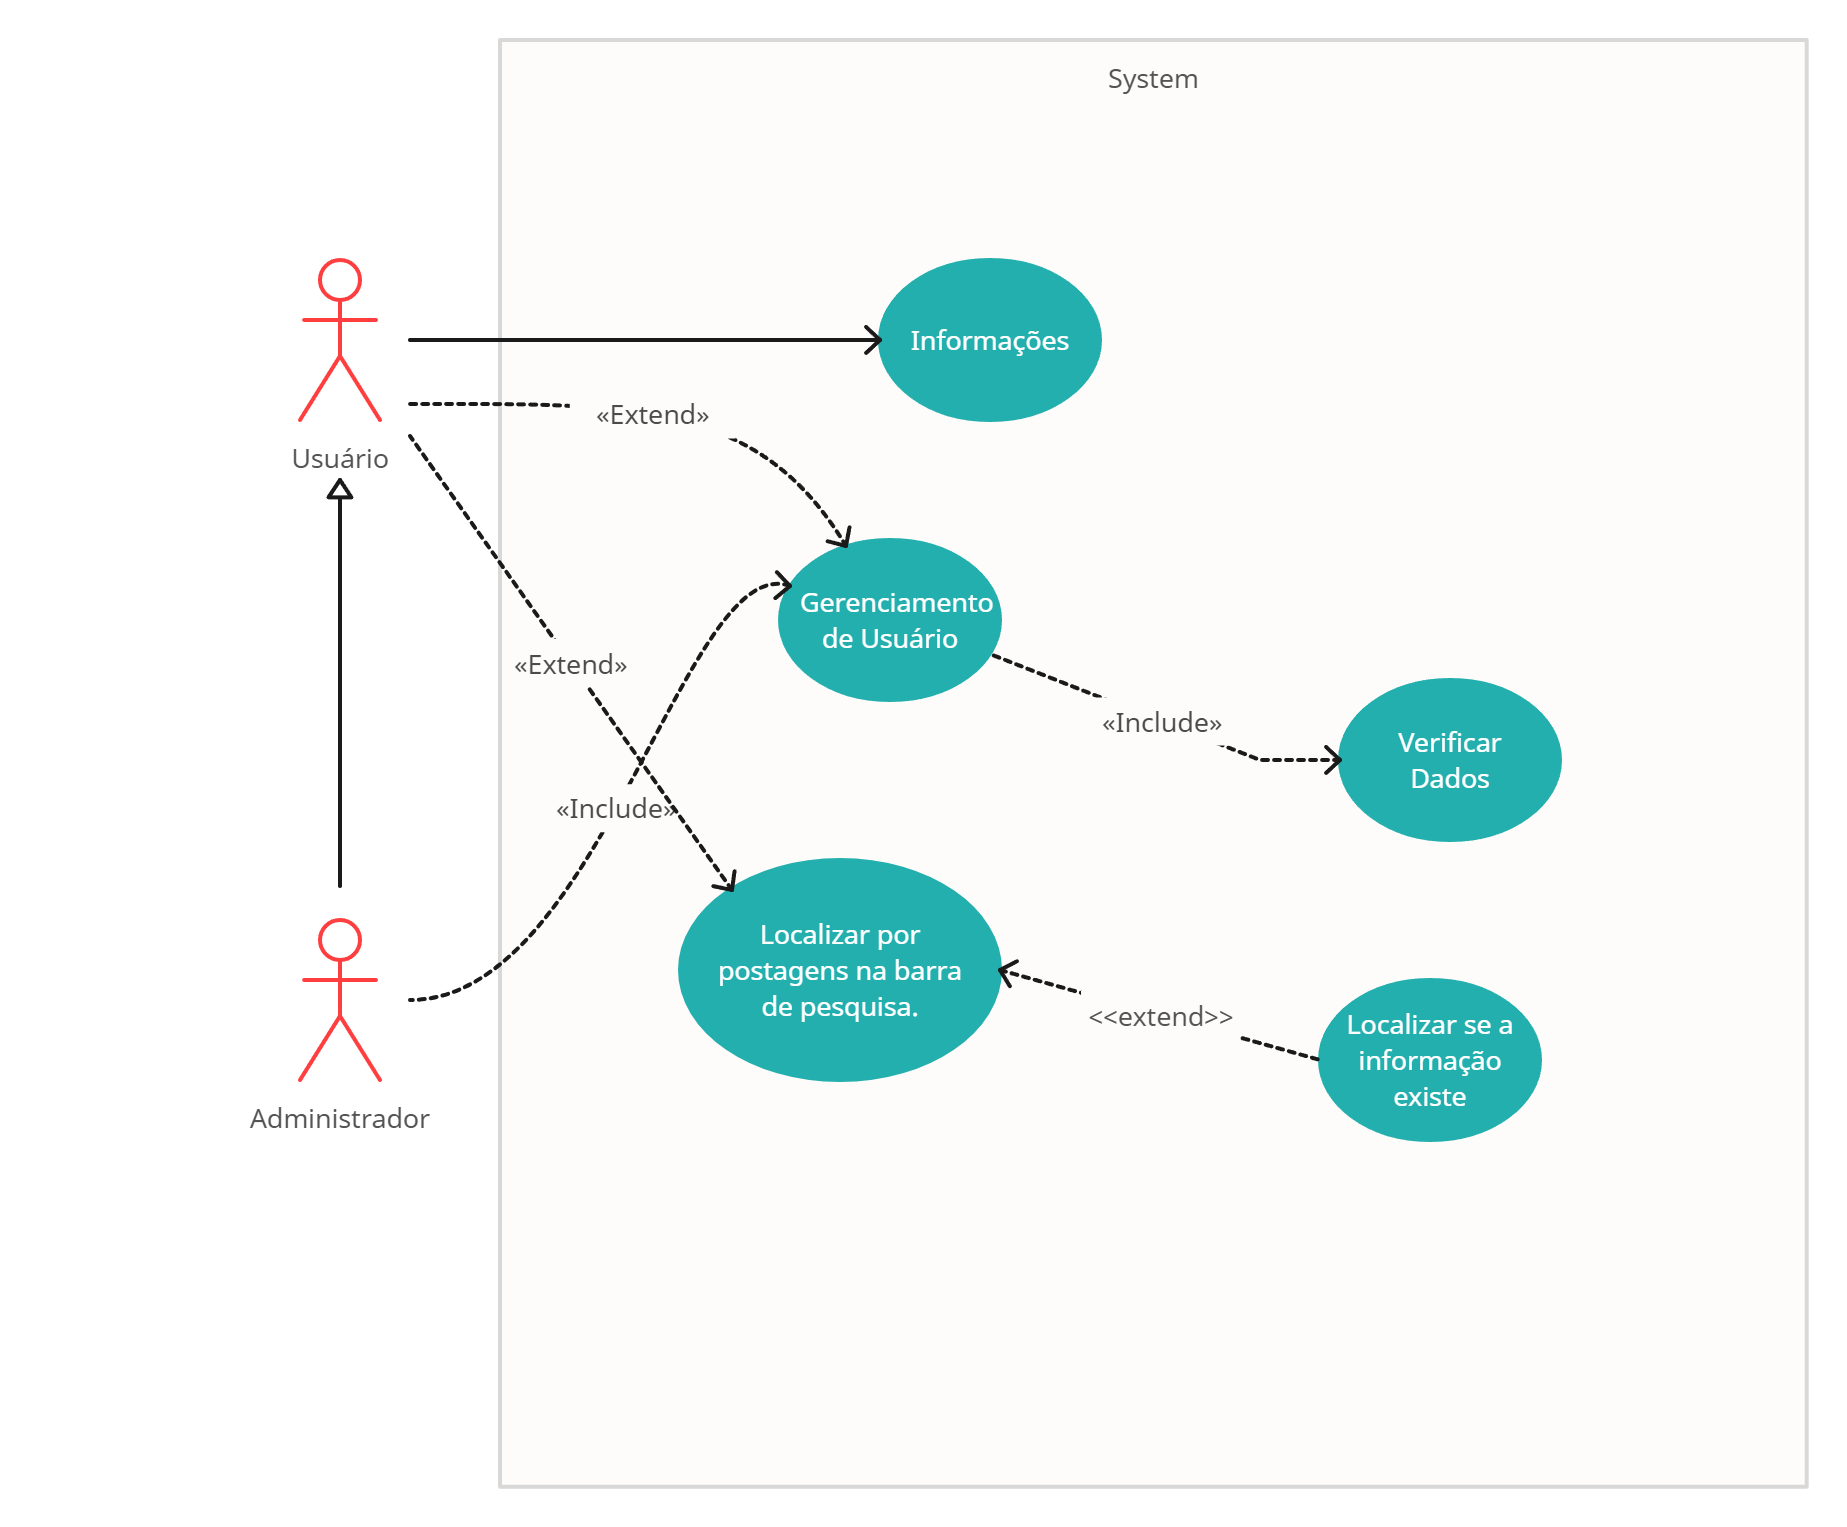 System
Informações
«Extend»
Usuário
Gerenciamento
de Usuário
«Extend»
«Include»
Verificar
Dados
«Include»
Localizar por
postagens na barra
de pesquisa.
<<extend>>
Localizar se a
informação
existe
Administrador